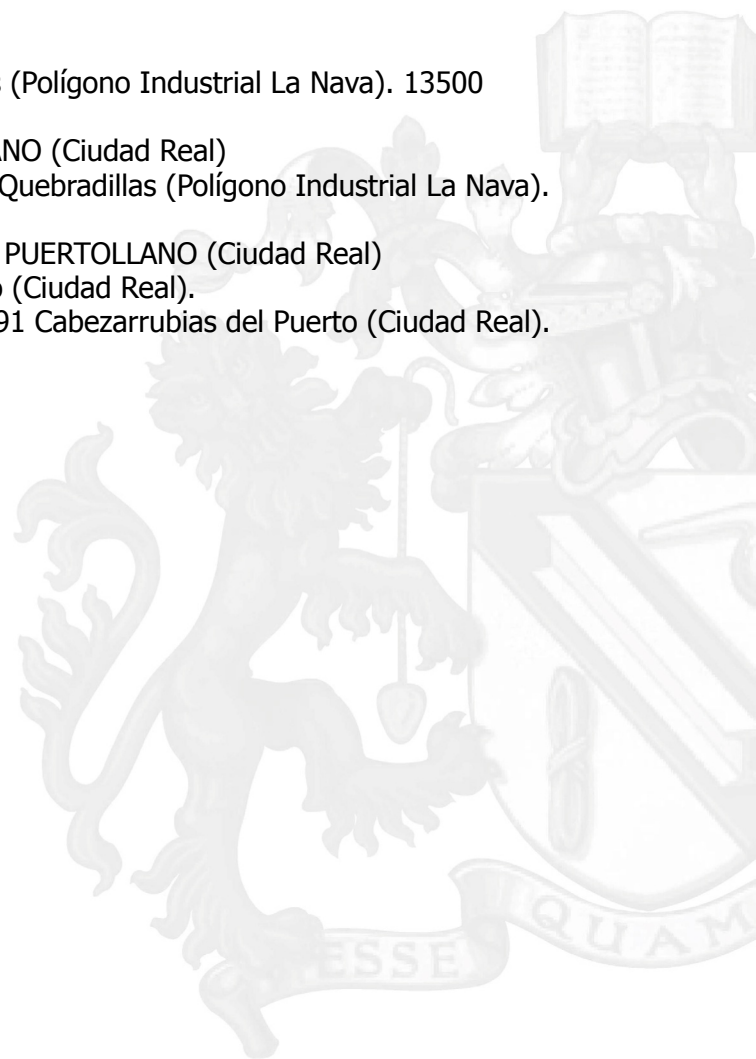 s (Polígono Industrial La Nava). 13500
ANO (Ciudad Real)
Quebradillas (Polígono Industrial La Nava).
PUERTOLLANO (Ciudad Real)
o (Ciudad Real).
91 Cabezarrubias del Puerto (Ciudad Real).
ESSE QUAM